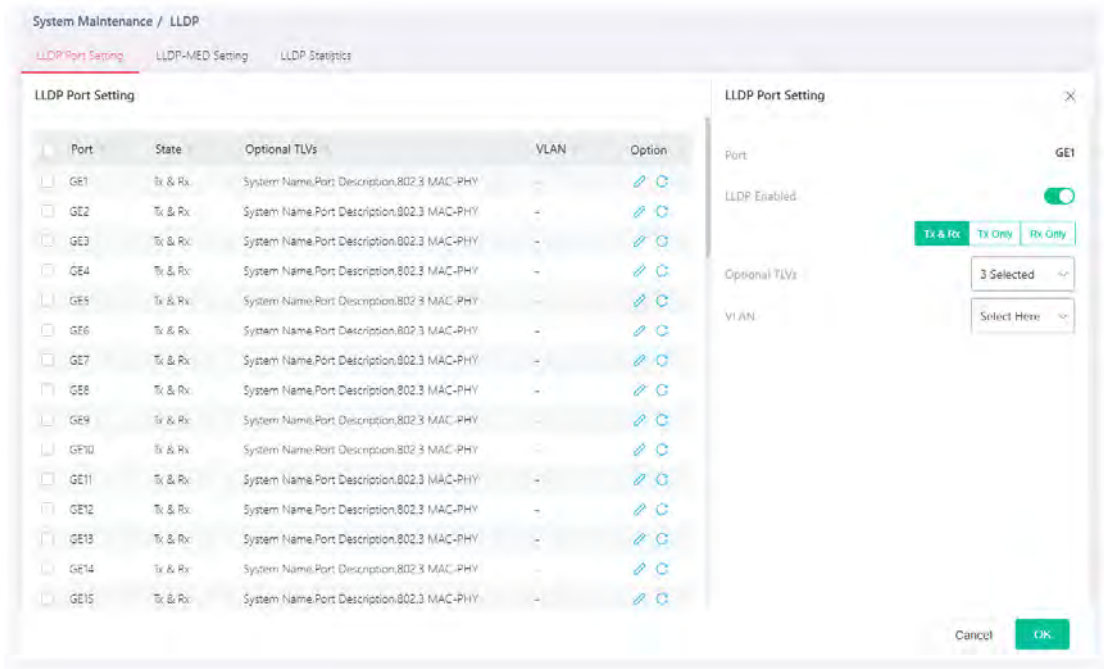 System Maintenance / LLDP
LLDP Port Setting LLDP-MED Setting LLDP Statistics
LLDP Port Setting
Port State Optional TLVs VLAN Option
GE1 Tx & Rx System Name,Port Description,802.3 MAC-PHY -
GE2 Tx & Rx System Name,Port Description,802.3 MAC-PHY -
GE3 Tx & Rx System Name,Port Description,802.3 MAC-PHY -
GE4 Tx & Rx System Name,Port Description,802.3 MAC-PHY -
GE5 Tx & Rx System Name,Port Description,802.3 MAC-PHY -
GE6 Tx & Rx System Name,Port Description,802.3 MAC-PHY -
GE7 Tx & Rx System Name,Port Description,802.3 MAC-PHY -
GE8 Tx & Rx System Name,Port Description,802.3 MAC-PHY -
GE9 Tx & Rx System Name,Port Description,802.3 MAC-PHY -
GE10 Tx & Rx System Name,Port Description,802.3 MAC-PHY -
GE11 Tx & Rx System Name,Port Description,802.3 MAC-PHY -
GE12 Tx & Rx System Name,Port Description,802.3 MAC-PHY -
GE13 Tx & Rx System Name,Port Description,802.3 MAC-PHY -
GE14 Tx & Rx System Name,Port Description,802.3 MAC-PHY -
GE15 Tx & Rx System Name,Port Description,802.3 MAC-PHY -
LLDP Port Setting
Port GE1
LLDP Enabled
Tx & Rx Tx Only Rx Only
Optional TLVs 3 Selected
VLAN Select Here
Cancel OK